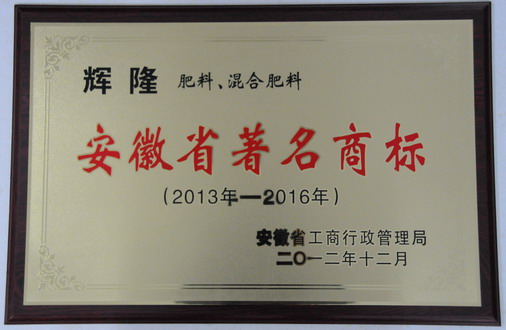 辉隆 肥料、混合肥料
安徽省著名商标
(2013年—2016年)
安徽省工商行政管理局
二〇一二年十二月